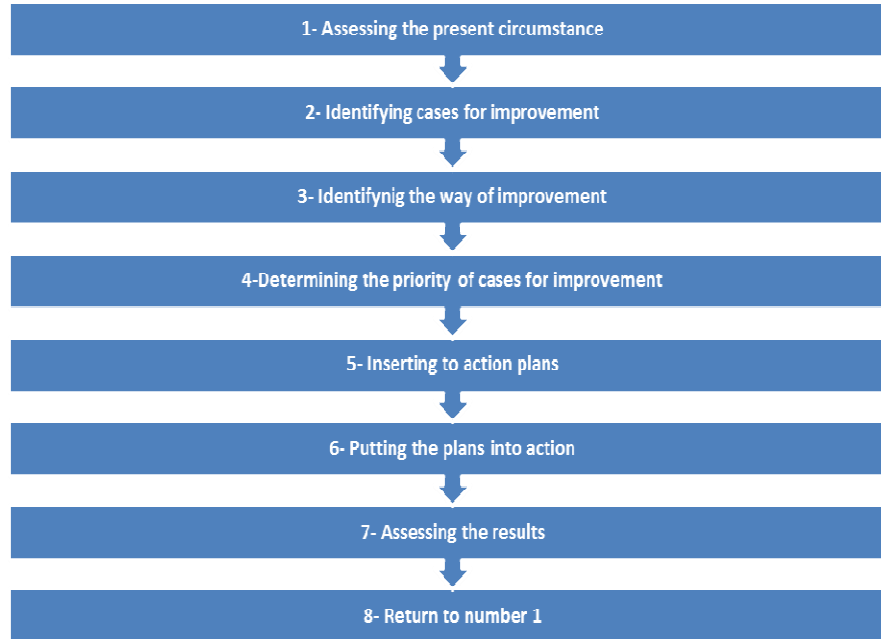 1- Assessing the present circumstance
2- Identifying cases for improvement
3- Identifynig the way of improvement
4-Determining the priority of cases for improvement
5- Inserting to action plans
6- Putting the plans into action
7- Assessing the results
8- Return to number 1